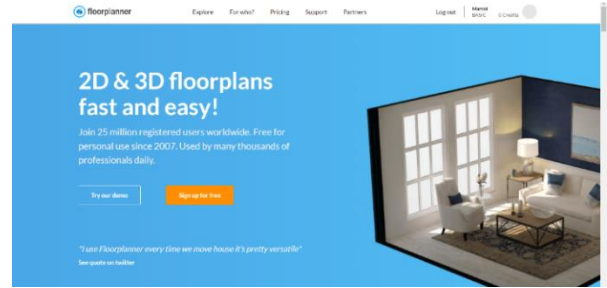 floorplanner
Explore For who? Pricing Support Partners
Log out
BASIC 0 Credits
2D & 3D floorplans
fast and easy!
Join 25 million registered users worldwide. Free for
personal use since 2007. Used by many thousands of
professionals daily.
Try our demo Sign up for free
"I use Floorplanner every time we move house it's pretty versatile"
See quote on twitter